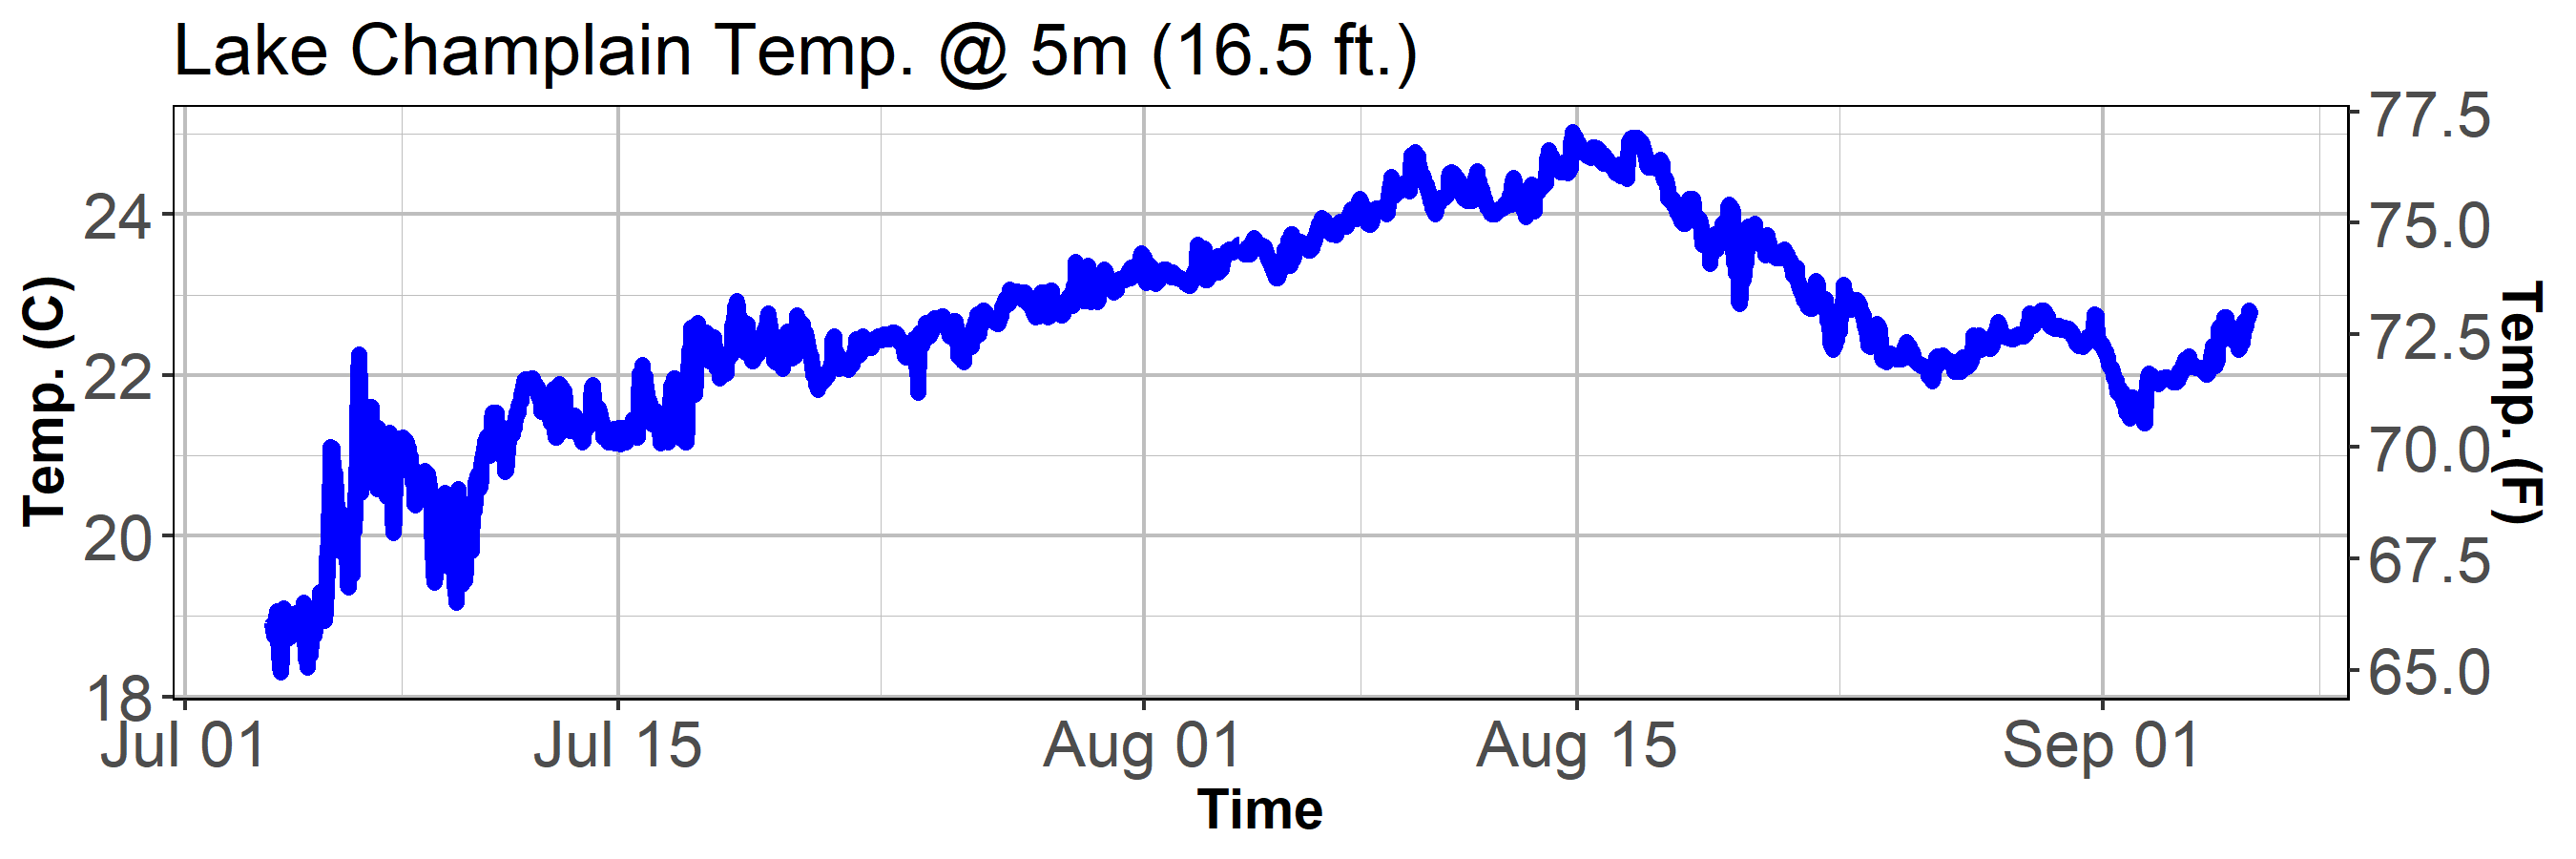 Lake Champlain Temp. @ 5m (16.5 ft.)
Temp. (C)
24
22
20
18
77.5
75.0
72.5
70.0
67.5
65.0
Temp. (F)
Jul 01 Jul 15 Aug 01 Aug 15 Sep 01
Time